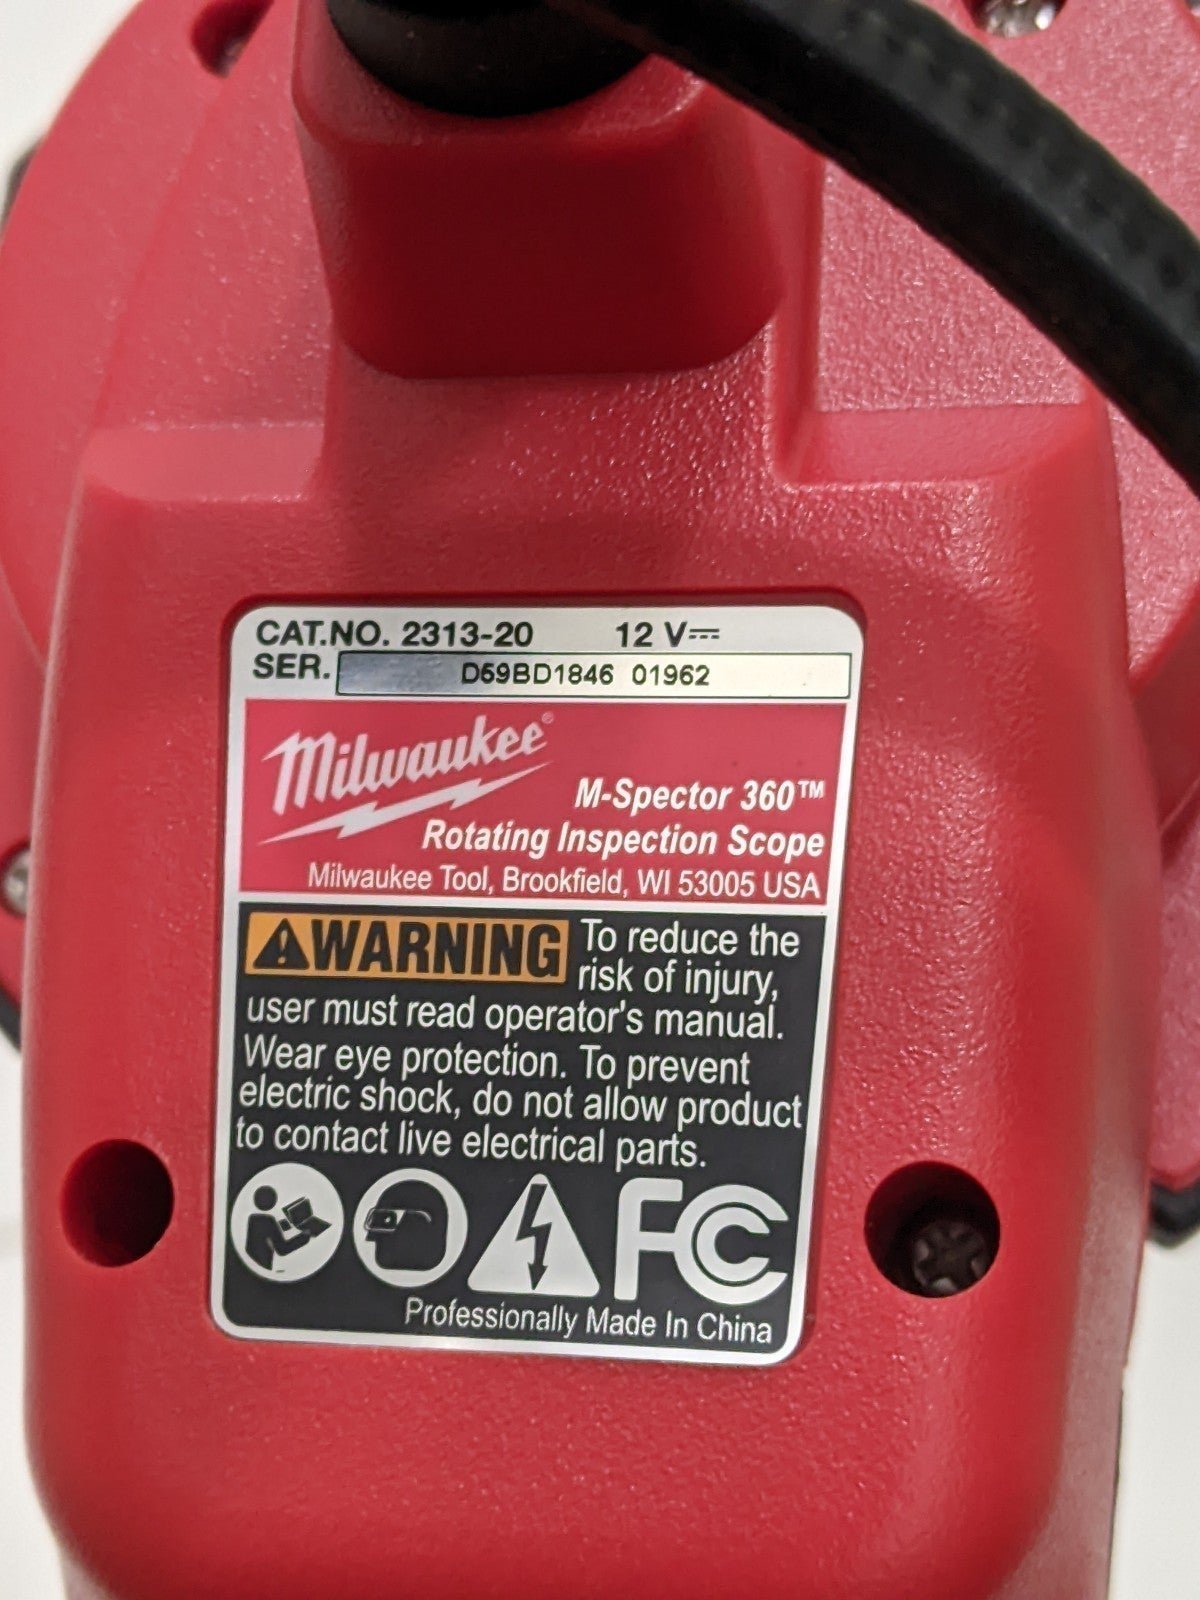 CAT.NO. 2313-20 12 V⎓
SER. D59BD1846 01962
Milwaukee®
M-Spector 360™
Rotating Inspection Scope
Milwaukee Tool, Brookfield, WI 53005 USA
⚠WARNING To reduce the
risk of injury,
user must read operator's manual.
Wear eye protection. To prevent
electric shock, do not allow product
to contact live electrical parts.
FC
Professionally Made In China